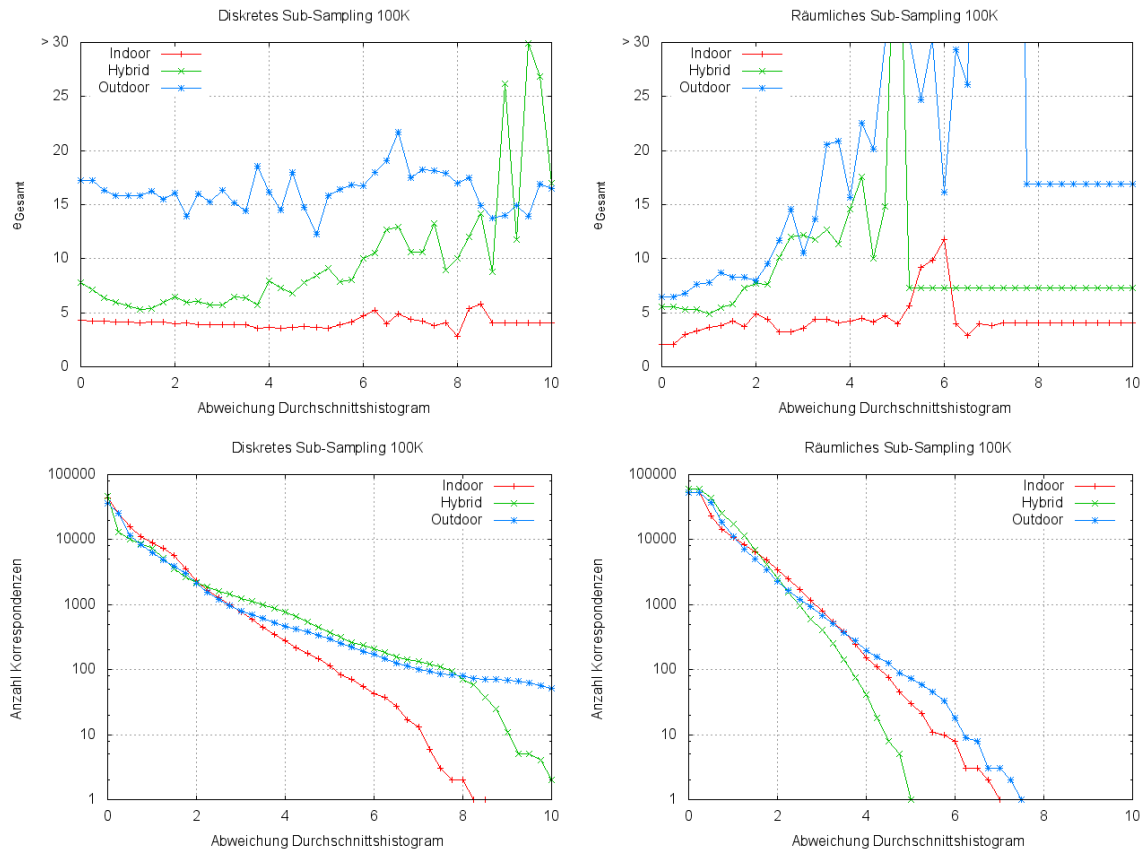 Diskretes Sub-Sampling 100K
> 30
25
20
15
10
5
0
eGesamt
Indoor
Hybrid
Outdoor
0 2 4 6 8 10
Abweichung Durchschnittshistogram
Räumliches Sub-Sampling 100K
> 30
25
20
15
10
5
0
eGesamt
Indoor
Hybrid
Outdoor
0 2 4 6 8 10
Abweichung Durchschnittshistogram
Diskretes Sub-Sampling 100K
100000
10000
1000
100
10
1
Anzahl Korrespondenzen
Indoor
Hybrid
Outdoor
0 2 4 6 8 10
Abweichung Durchschnittshistogram
Räumliches Sub-Sampling 100K
100000
10000
1000
100
10
1
Anzahl Korrespondenzen
Indoor
Hybrid
Outdoor
0 2 4 6 8 10
Abweichung Durchschnittshistogram